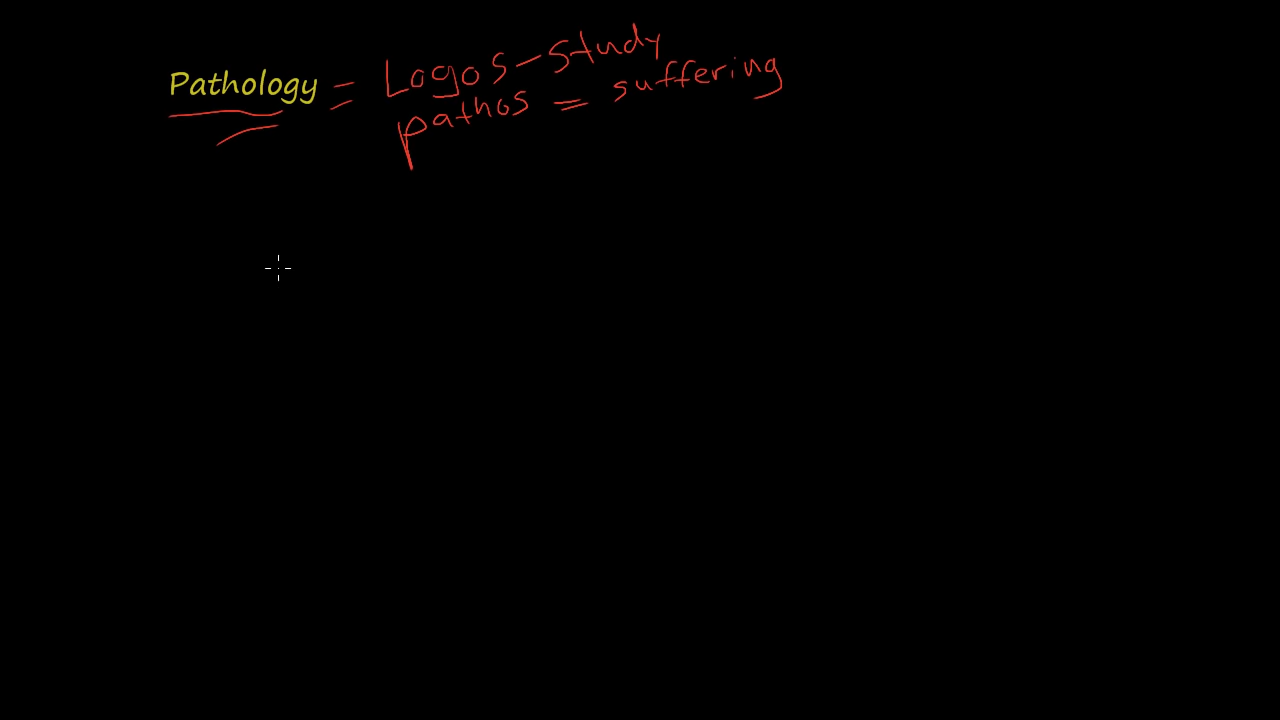 Pathology = Logos - Study
pathos = suffering